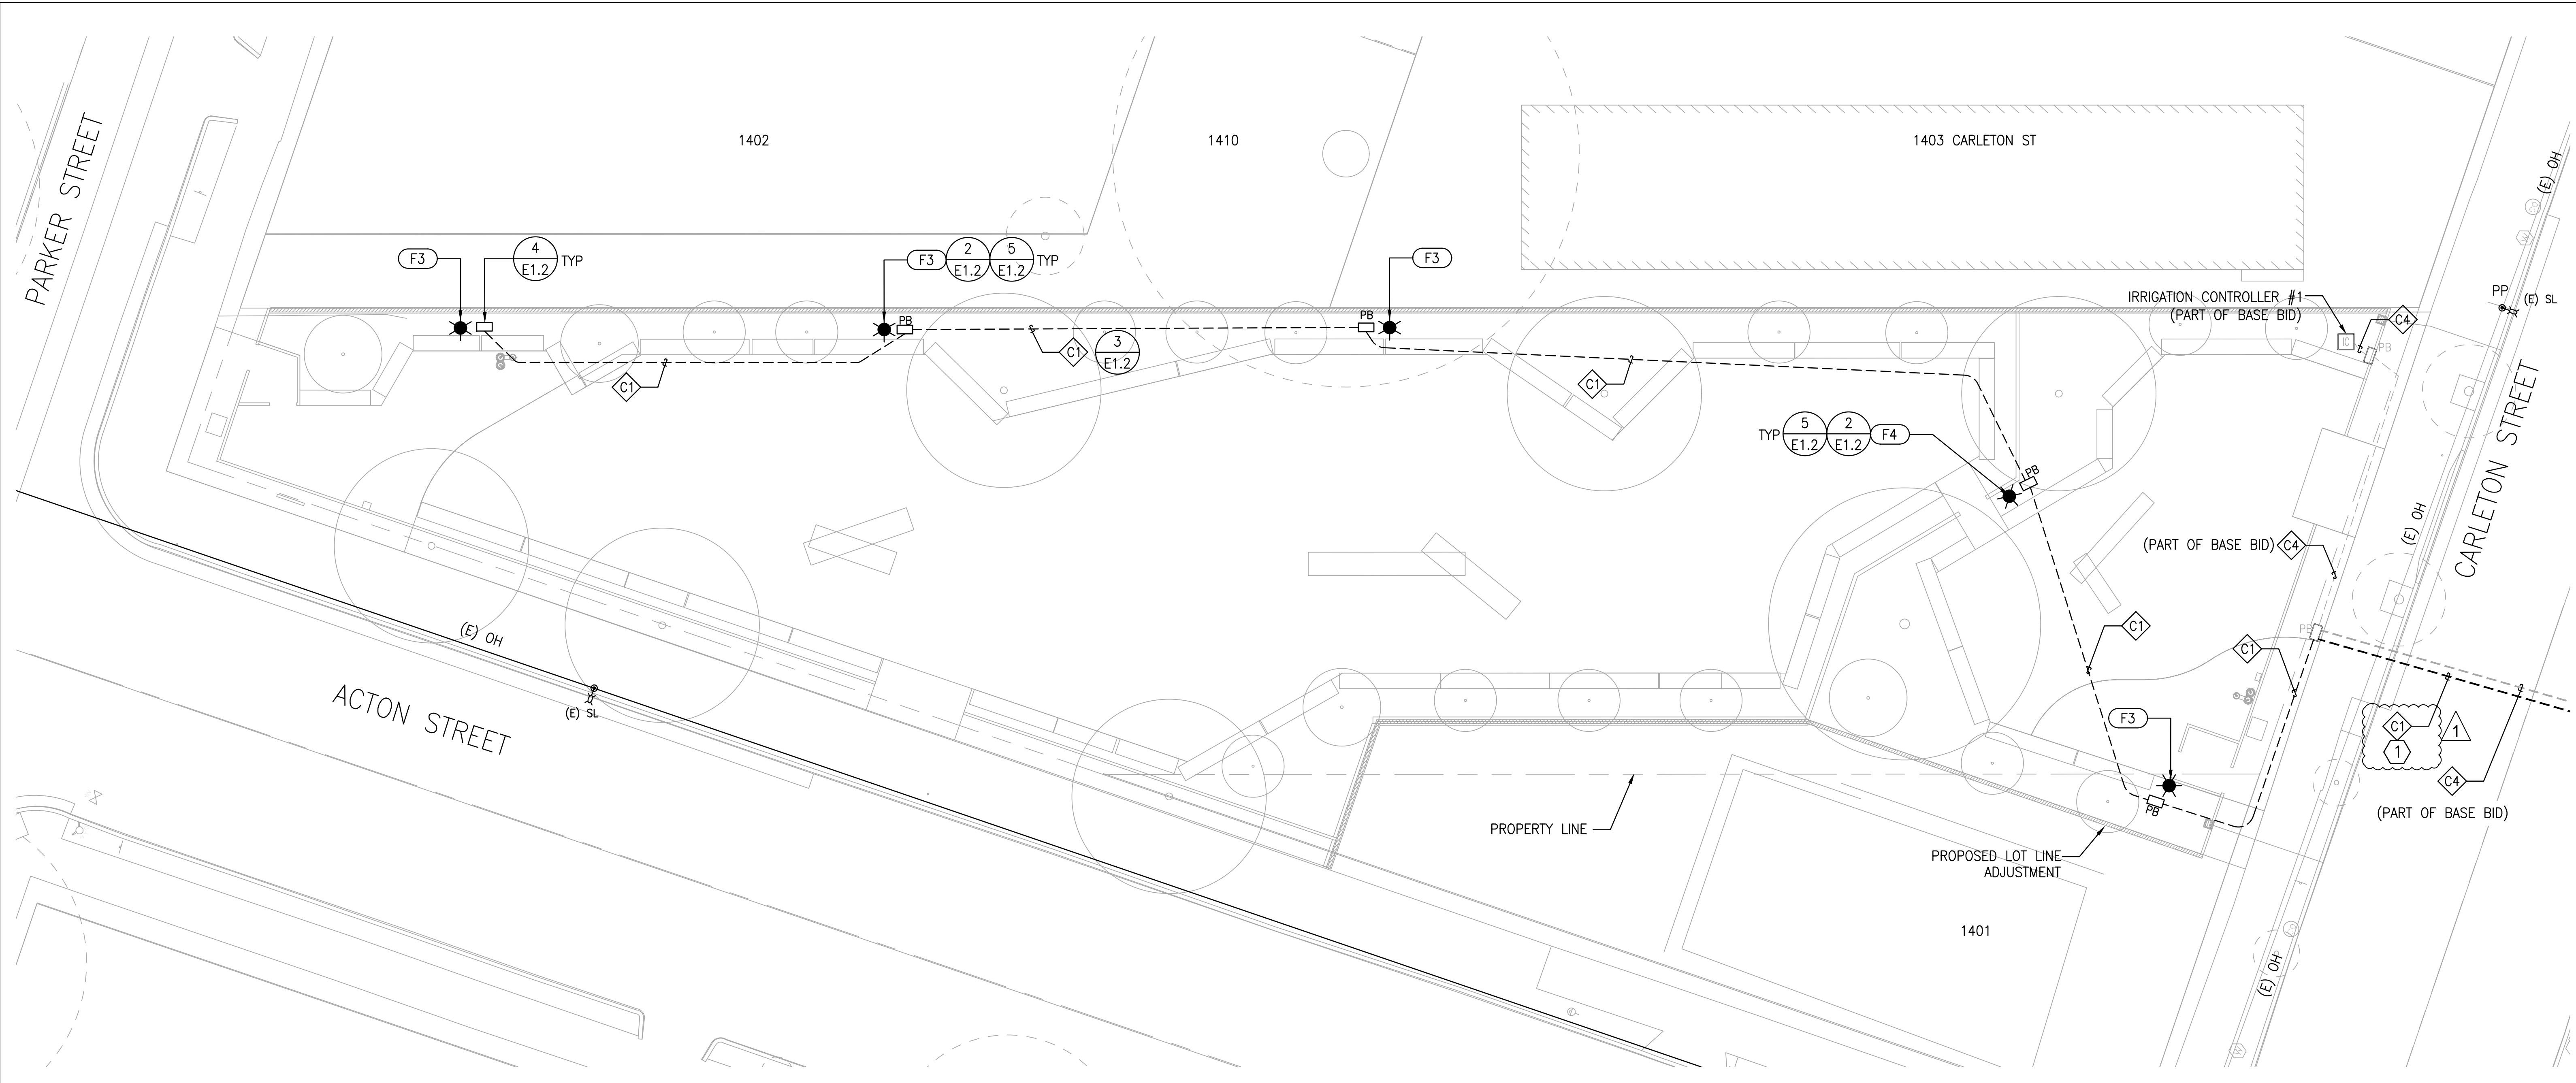 1402
1410
1403 CARLETON ST
PARKER STREET
(E) OH
F3
4
E1.2
TYP
F3
2
E1.2
5
E1.2
TYP
F3
IRRIGATION CONTROLLER #1
(PART OF BASE BID)
PP
(E) SL
C4
IC
PB
PB
PB
C1
3
E1.2
C1
C1
CARLETON STREET
TYP
5
E1.2
2
E1.2
F4
PB
(E) OH
(PART OF BASE BID)
C4
C1
PB
C1
(E) OH
(E) SL
ACTON STREET
F3
C1
1
1
C4
(PART OF BASE BID)
PB
PROPERTY LINE
PROPOSED LOT LINE
ADJUSTMENT
1401
(E) OH